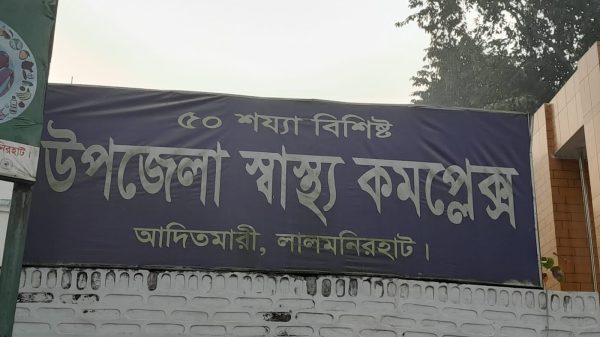 ৫০ শয্যা বিশিষ্ট
উপজেলা স্বাস্থ্য কমপ্লেক্স
আদিতমারী, লালমনিরহাট।